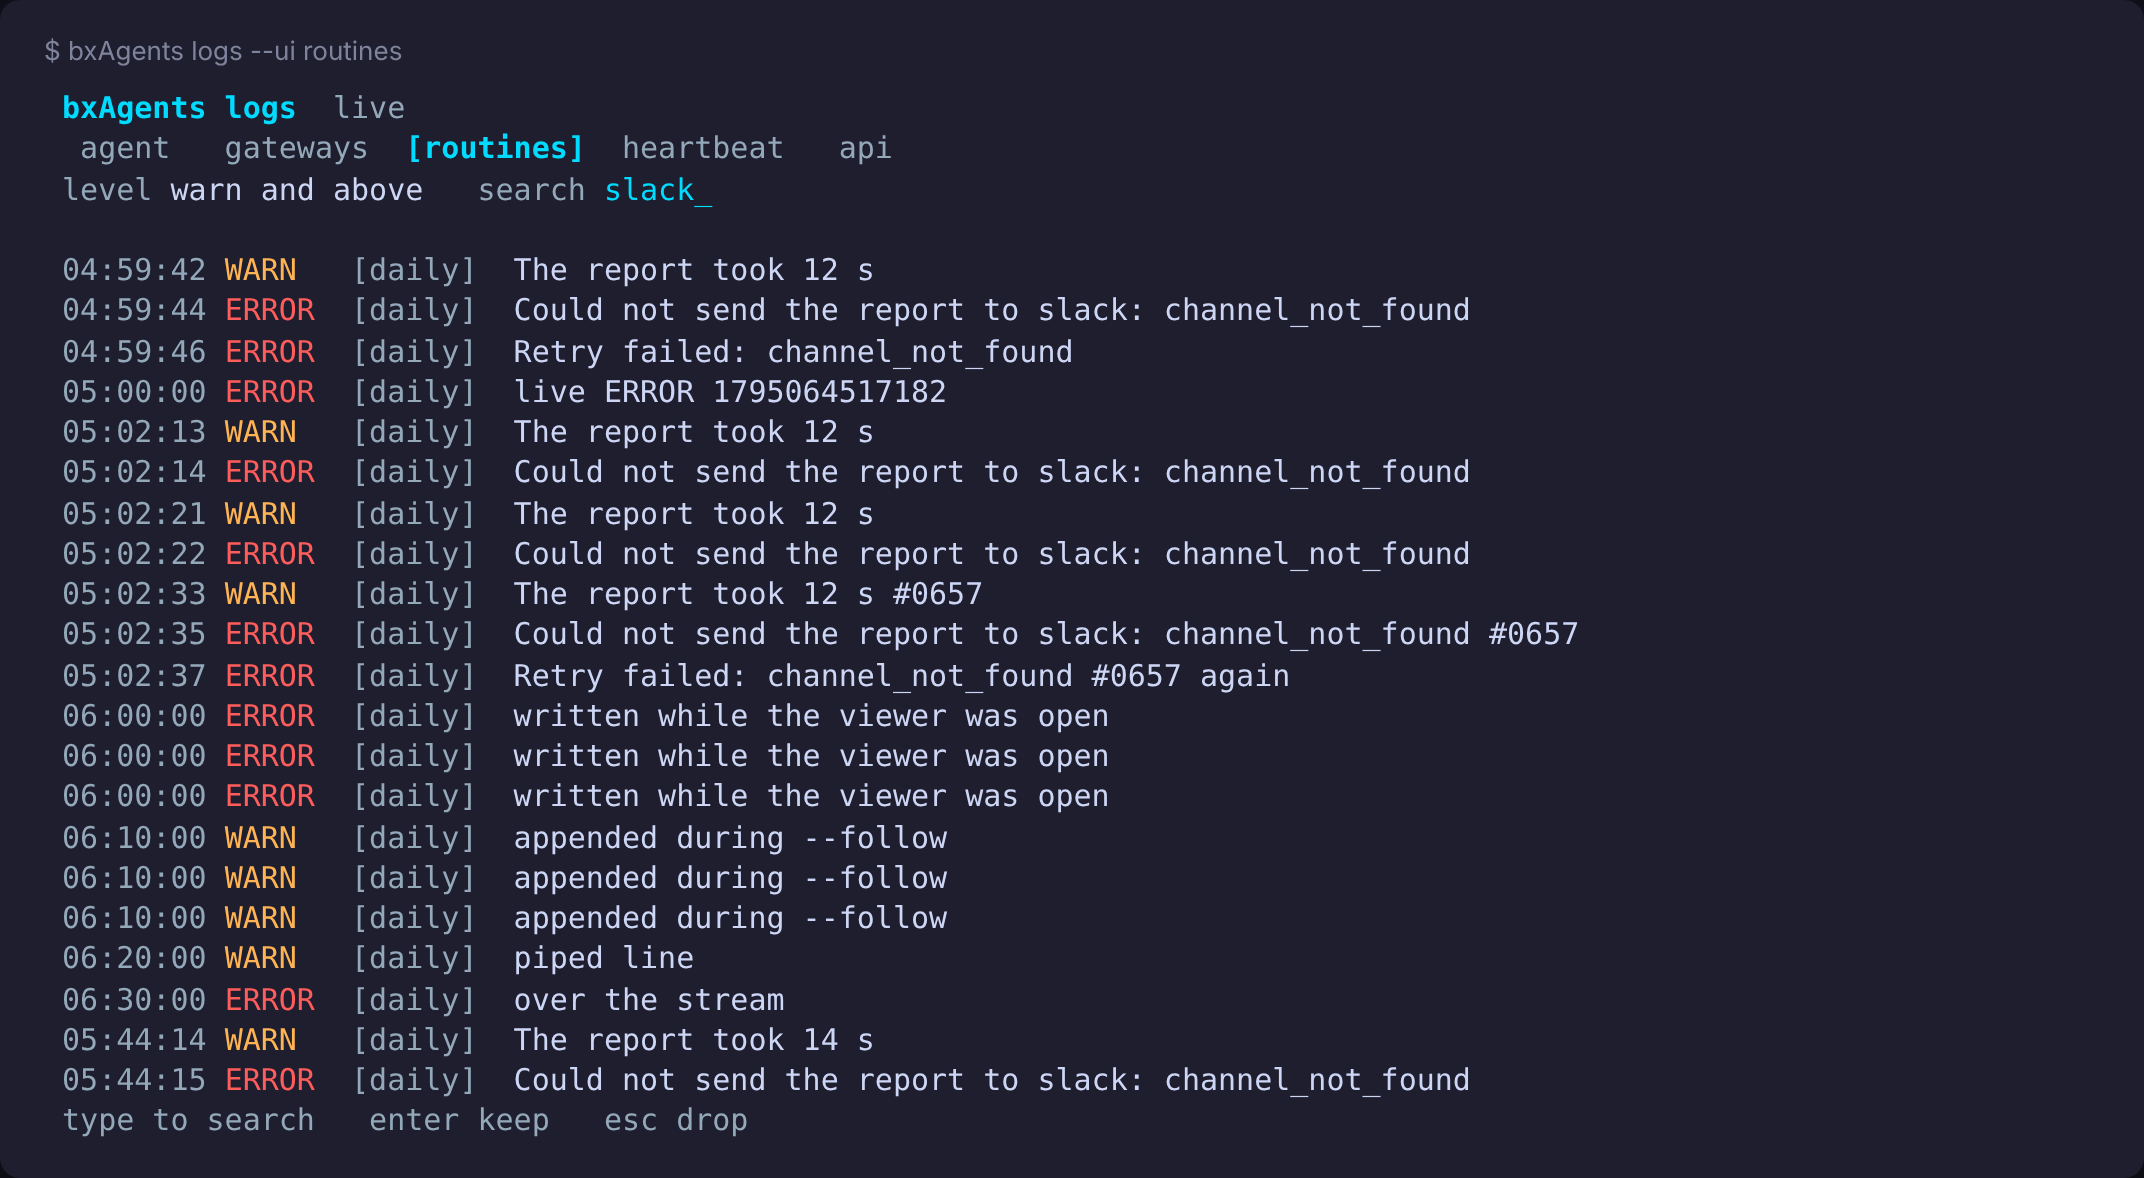 $ bxAgents logs --ui routines
bxAgents logs  live
agent   gateways  [routines]  heartbeat   api
level warn and above   search slack_
04:59:42 WARN   [daily]  The report took 12 s
04:59:44 ERROR  [daily]  Could not send the report to slack: channel_not_found
04:59:46 ERROR  [daily]  Retry failed: channel_not_found
05:00:00 ERROR  [daily]  live ERROR 1795064517182
05:02:13 WARN   [daily]  The report took 12 s
05:02:14 ERROR  [daily]  Could not send the report to slack: channel_not_found
05:02:21 WARN   [daily]  The report took 12 s
05:02:22 ERROR  [daily]  Could not send the report to slack: channel_not_found
05:02:33 WARN   [daily]  The report took 12 s #0657
05:02:35 ERROR  [daily]  Could not send the report to slack: channel_not_found #0657
05:02:37 ERROR  [daily]  Retry failed: channel_not_found #0657 again
06:00:00 ERROR  [daily]  written while the viewer was open
06:00:00 ERROR  [daily]  written while the viewer was open
06:00:00 ERROR  [daily]  written while the viewer was open
06:10:00 WARN   [daily]  appended during --follow
06:10:00 WARN   [daily]  appended during --follow
06:10:00 WARN   [daily]  appended during --follow
06:20:00 WARN   [daily]  piped line
06:30:00 ERROR  [daily]  over the stream
05:44:14 WARN   [daily]  The report took 14 s
05:44:15 ERROR  [daily]  Could not send the report to slack: channel_not_found
type to search   enter keep   esc drop